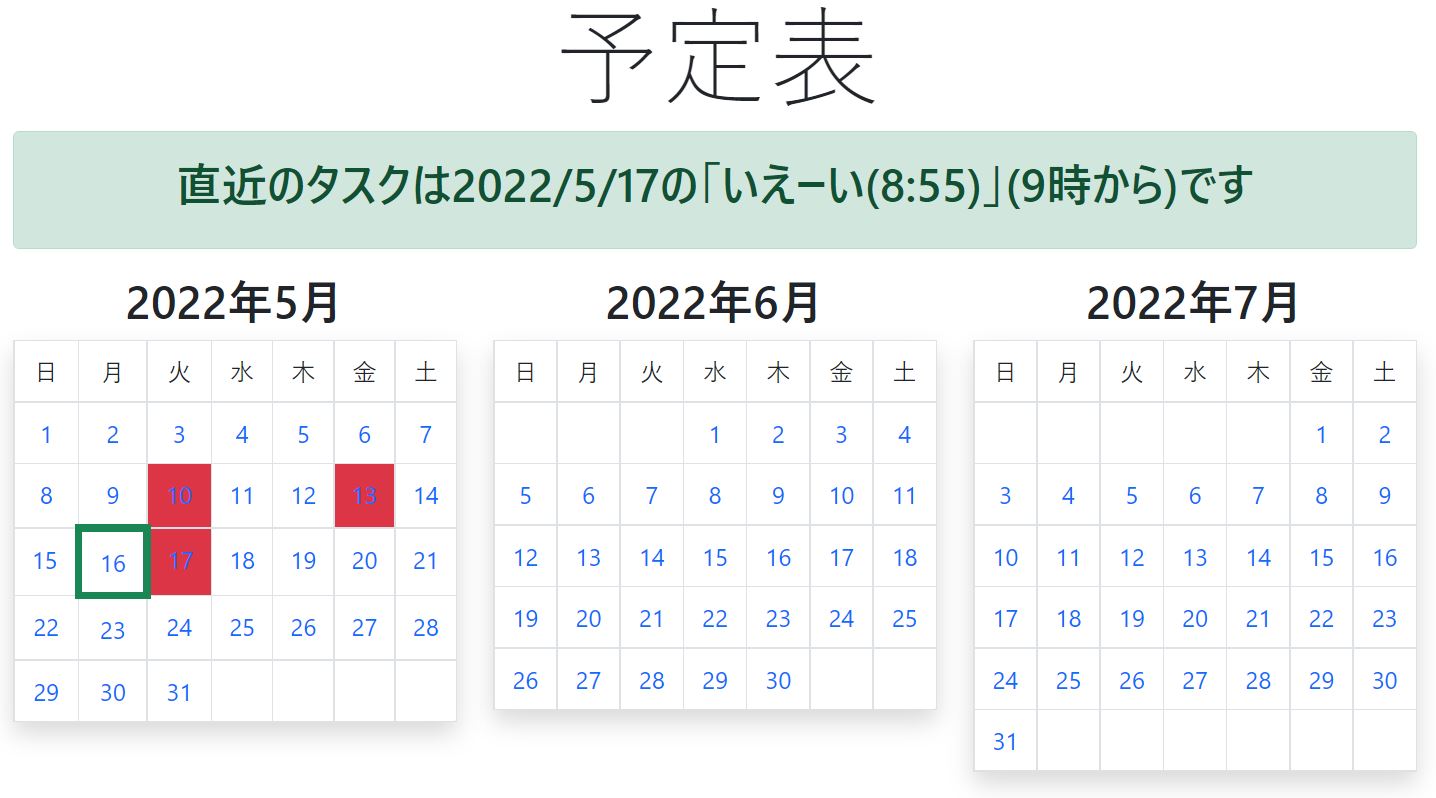 予定表
直近のタスクは2022/5/17の「いえーい(8:55)」(9時から)です
2022年5月
日 月 火 水 木 金 土
1 2 3 4 5 6 7
8 9 10 11 12 13 14
15 16 17 18 19 20 21
22 23 24 25 26 27 28
29 30 31
2022年6月
日 月 火 水 木 金 土
1 2 3 4
5 6 7 8 9 10 11
12 13 14 15 16 17 18
19 20 21 22 23 24 25
26 27 28 29 30
2022年7月
日 月 火 水 木 金 土
1 2
3 4 5 6 7 8 9
10 11 12 13 14 15 16
17 18 19 20 21 22 23
24 25 26 27 28 29 30
31